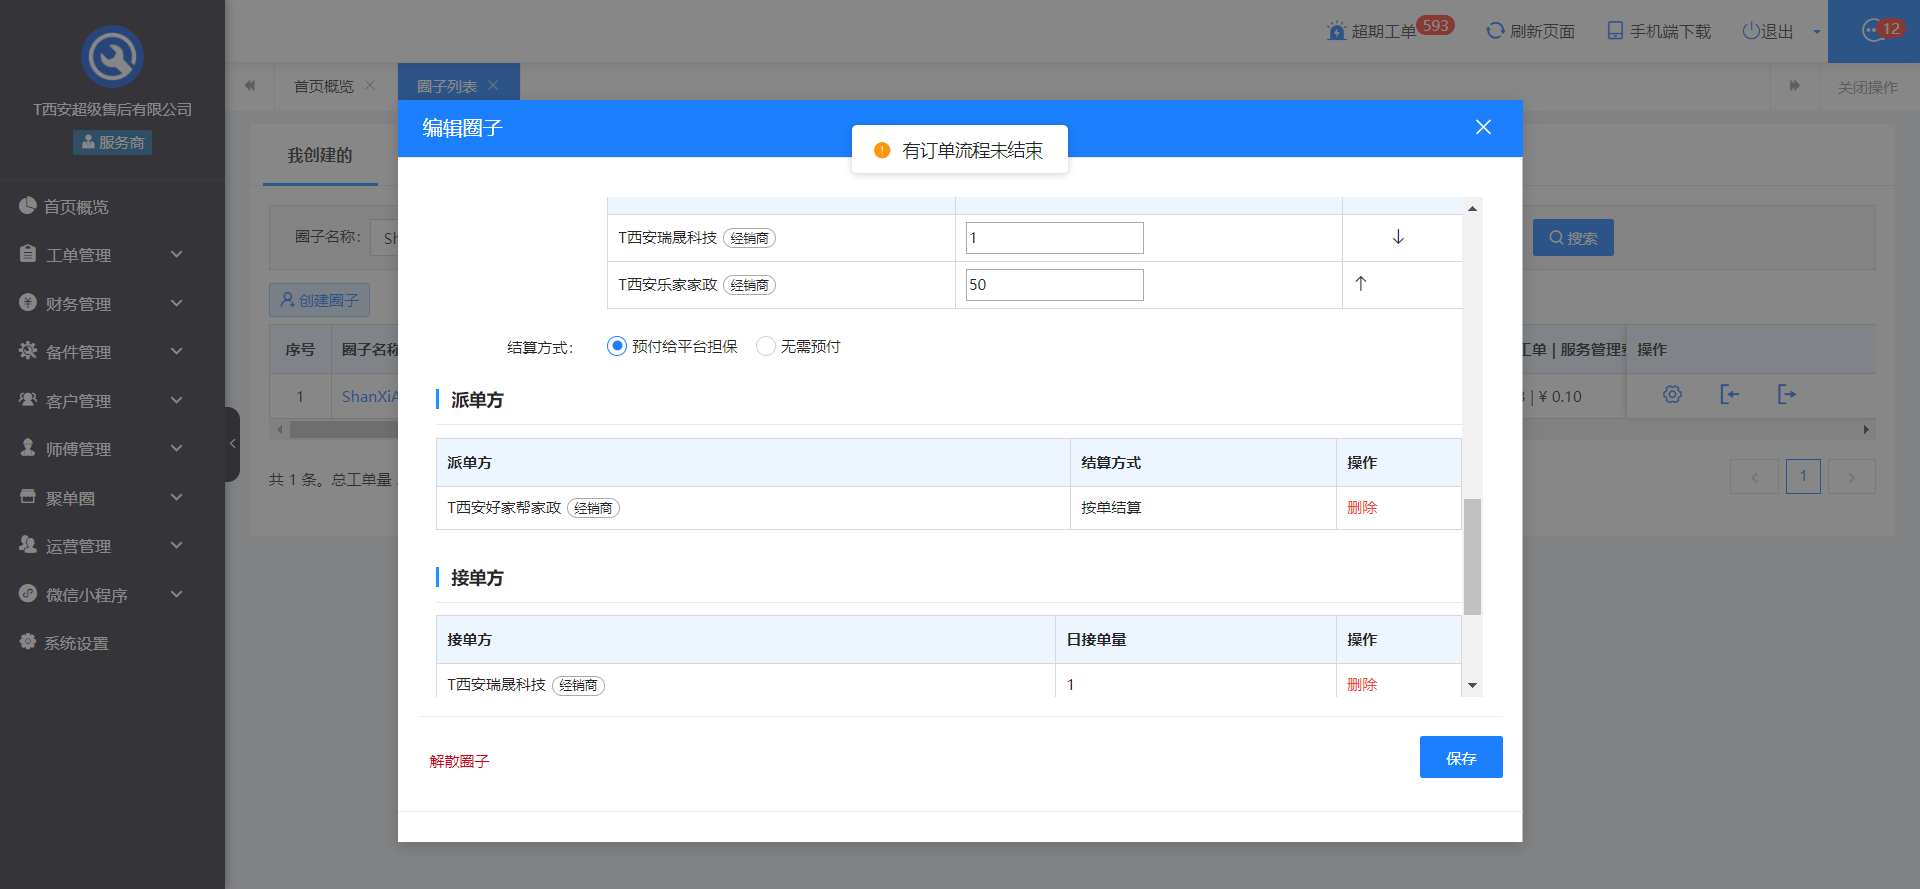 超期工单 593
刷新页面
手机端下载
退出
12
T西安超级售后有限公司
服务商
首页概览
工单管理
财务管理
备件管理
客户管理
师傅管理
聚单圈
运营管理
微信小程序
系统设置
首页概览
圈子列表
关闭操作
我创建的
圈子名称:
搜索
创建圈子
序号
圈子名称
工单 | 服务管理费
操作
1
ShanXiA
| ¥ 0.10
共 1 条。总工单量
1
编辑圈子
有订单流程未结束
T西安瑞晟科技 经销商 1
T西安乐家家政 经销商 50
结算方式: 预付给平台担保 无需预付
派单方
派单方 结算方式 操作
T西安好家帮家政 经销商 按单结算 删除
接单方
接单方 日接单量 操作
T西安瑞晟科技 经销商 1 删除
解散圈子
保存